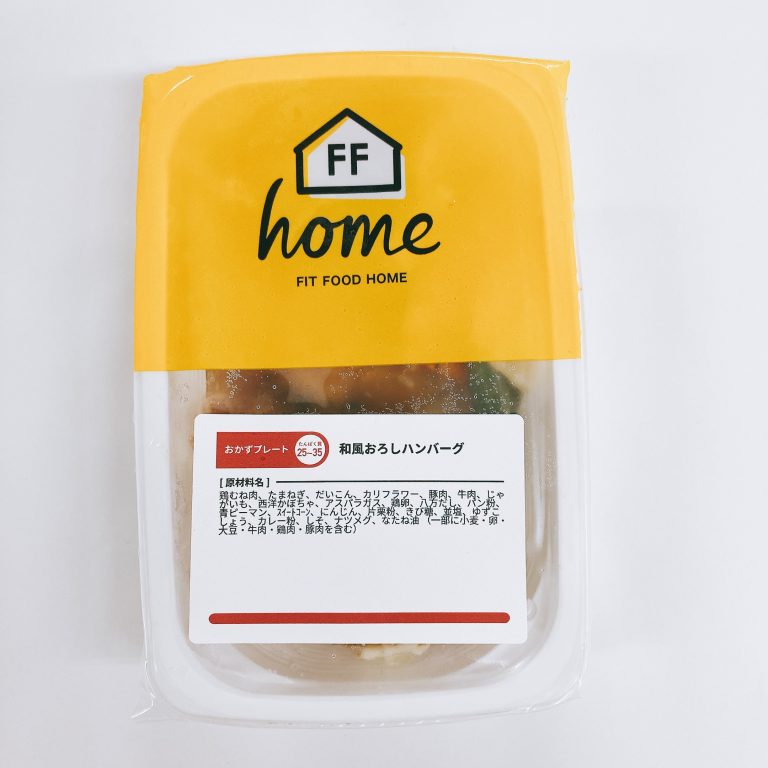 FF
home
FIT FOOD HOME
おかずプレート
たんぱく質
25~35
和風おろしハンバーグ
[ 原材料名 ]
鶏むね肉、たまねぎ、だいこん、カリフラワー、豚肉、牛肉、じゃ
がいも、西洋かぼちゃ、アスパラガス、鶏卵、八方だし、パン粉、
青ピーマン、ｽｲｰﾄｺｰﾝ、にんじん、片栗粉、きび糖、並塩、ゆずこ
しょう、カレー粉、しそ、ナツメグ、なたね油（一部に小麦・卵・
大豆・牛肉・鶏肉・豚肉を含む）